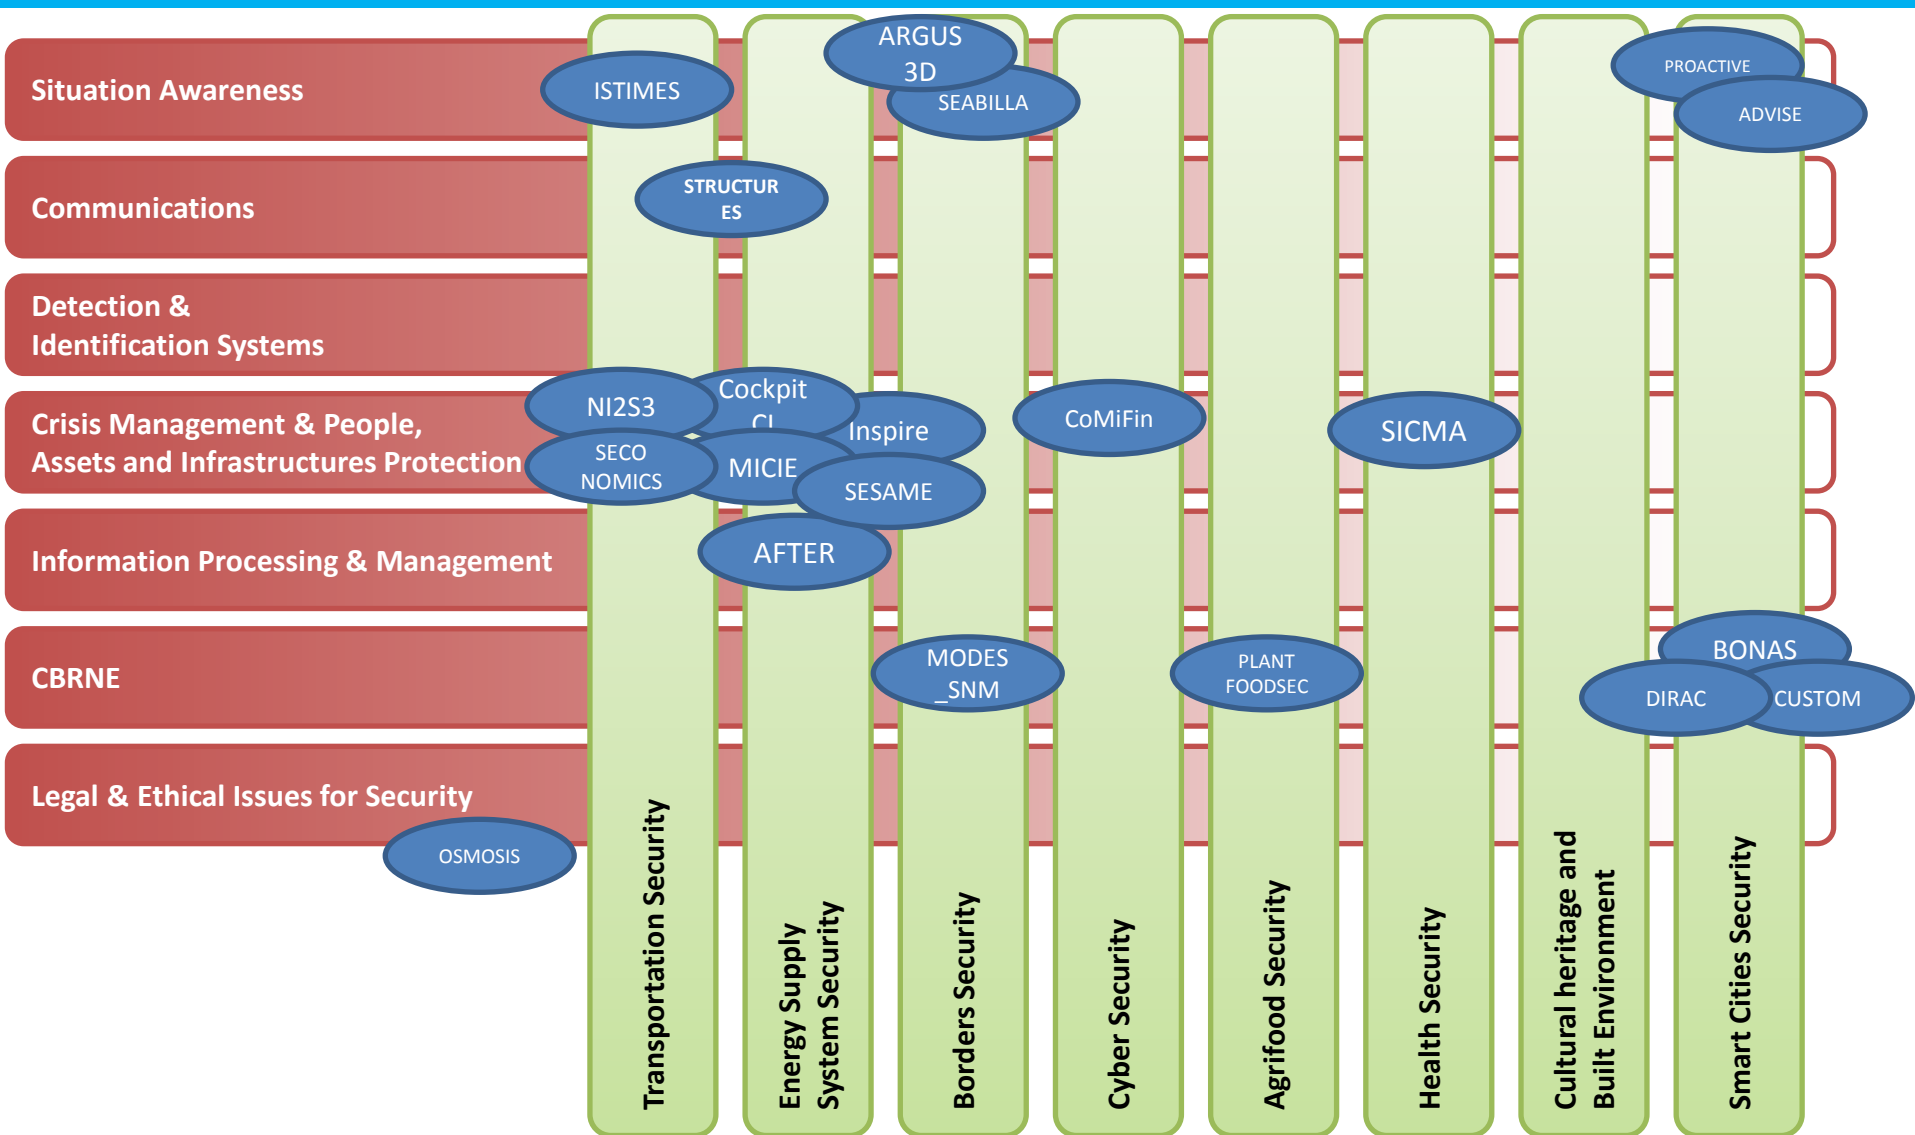 Situation Awareness
ISTIMES
ARGUS
3D
SEABILLA
PROACTIVE
ADVISE
Communications
STRUCTUR
ES
Detection &
Identification Systems
Crisis Management & People,
Assets and Infrastructures Protection
NI2S3
Cockpit
CI
Inspire
SECO
NOMICS
MICIE
SESAME
CoMiFin
SICMA
Information Processing & Management
AFTER
CBRNE
MODES
_SNM
PLANT
FOODSEC
BONAS
DIRAC
CUSTOM
Legal & Ethical Issues for Security
OSMOSIS
Transportation Security
Energy Supply
System Security
Borders Security
Cyber Security
Agrifood Security
Health Security
Cultural heritage and
Built Environment
Smart Cities Security